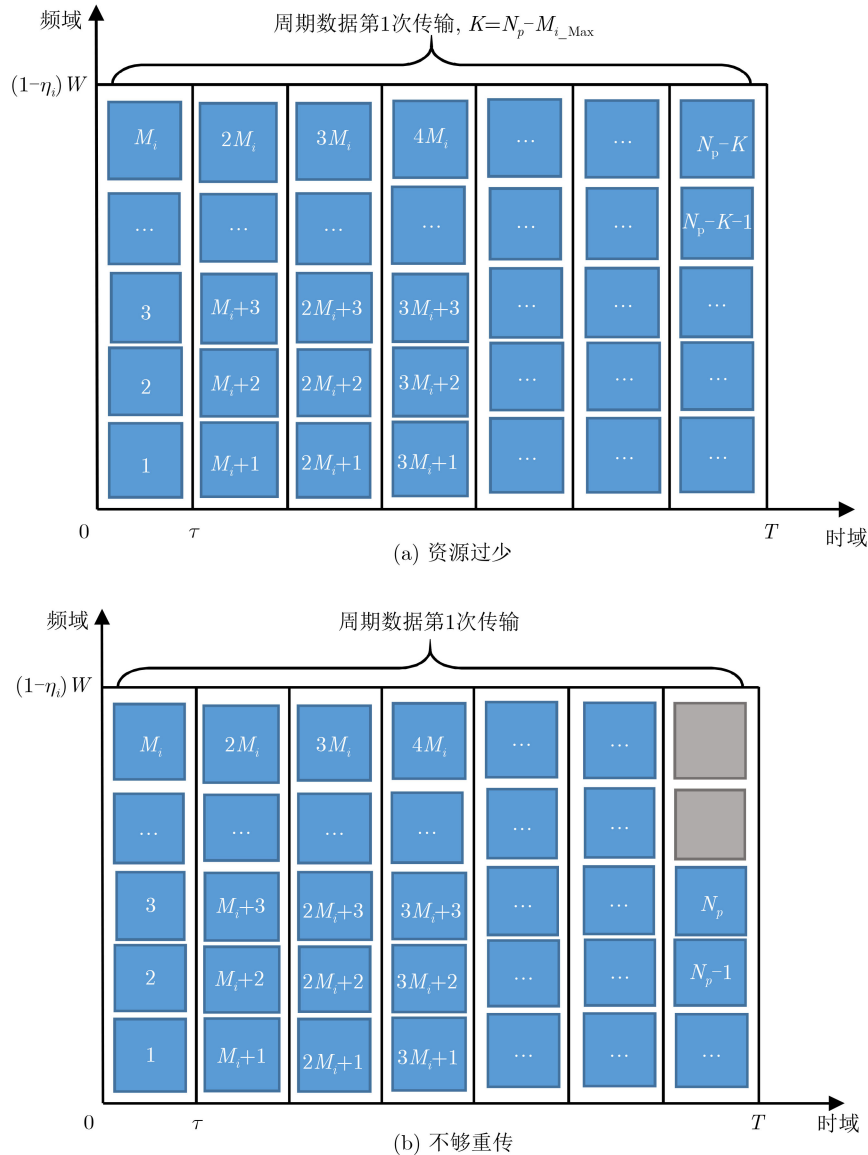 频域
周期数据第1次传输, K=N_p−M_{i_Max}
(1−η_i)W
M_i 2M_i 3M_i 4M_i … … N_p−K
… … … … … … N_p−K−1
3 M_i+3 2M_i+3 3M_i+3 … … …
2 M_i+2 2M_i+2 3M_i+2 … … …
1 M_i+1 2M_i+1 3M_i+1 … … …
0 τ T 时域
(a) 资源过少
频域
周期数据第1次传输
(1−η_i)W
M_i 2M_i 3M_i 4M_i … …
… … … … … …
3 M_i+3 2M_i+3 3M_i+3 … … N_p
2 M_i+2 2M_i+2 3M_i+2 … … N_p−1
1 M_i+1 2M_i+1 3M_i+1 … … …
0 τ T 时域
(b) 不够重传